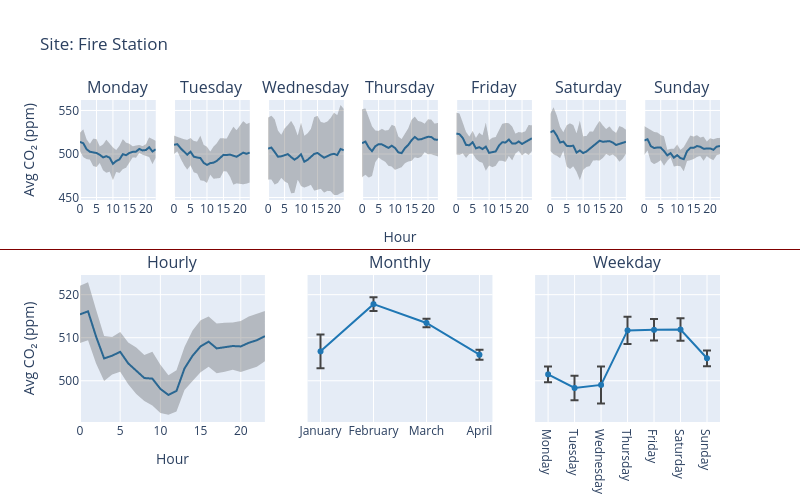 Site: Fire Station
Monday Tuesday Wednesday Thursday Friday Saturday Sunday
Avg CO₂ (ppm)
550
500
450
0 5 10 15 20 0 5 10 15 20 0 5 10 15 20 0 5 10 15 20 0 5 10 15 20 0 5 10 15 20 0 5 10 15 20
Hour
Hourly Monthly Weekday
Avg CO₂ (ppm)
520
510
500
0 5 10 15 20 January February March April Monday Tuesday Wednesday Thursday Friday Saturday Sunday
Hour